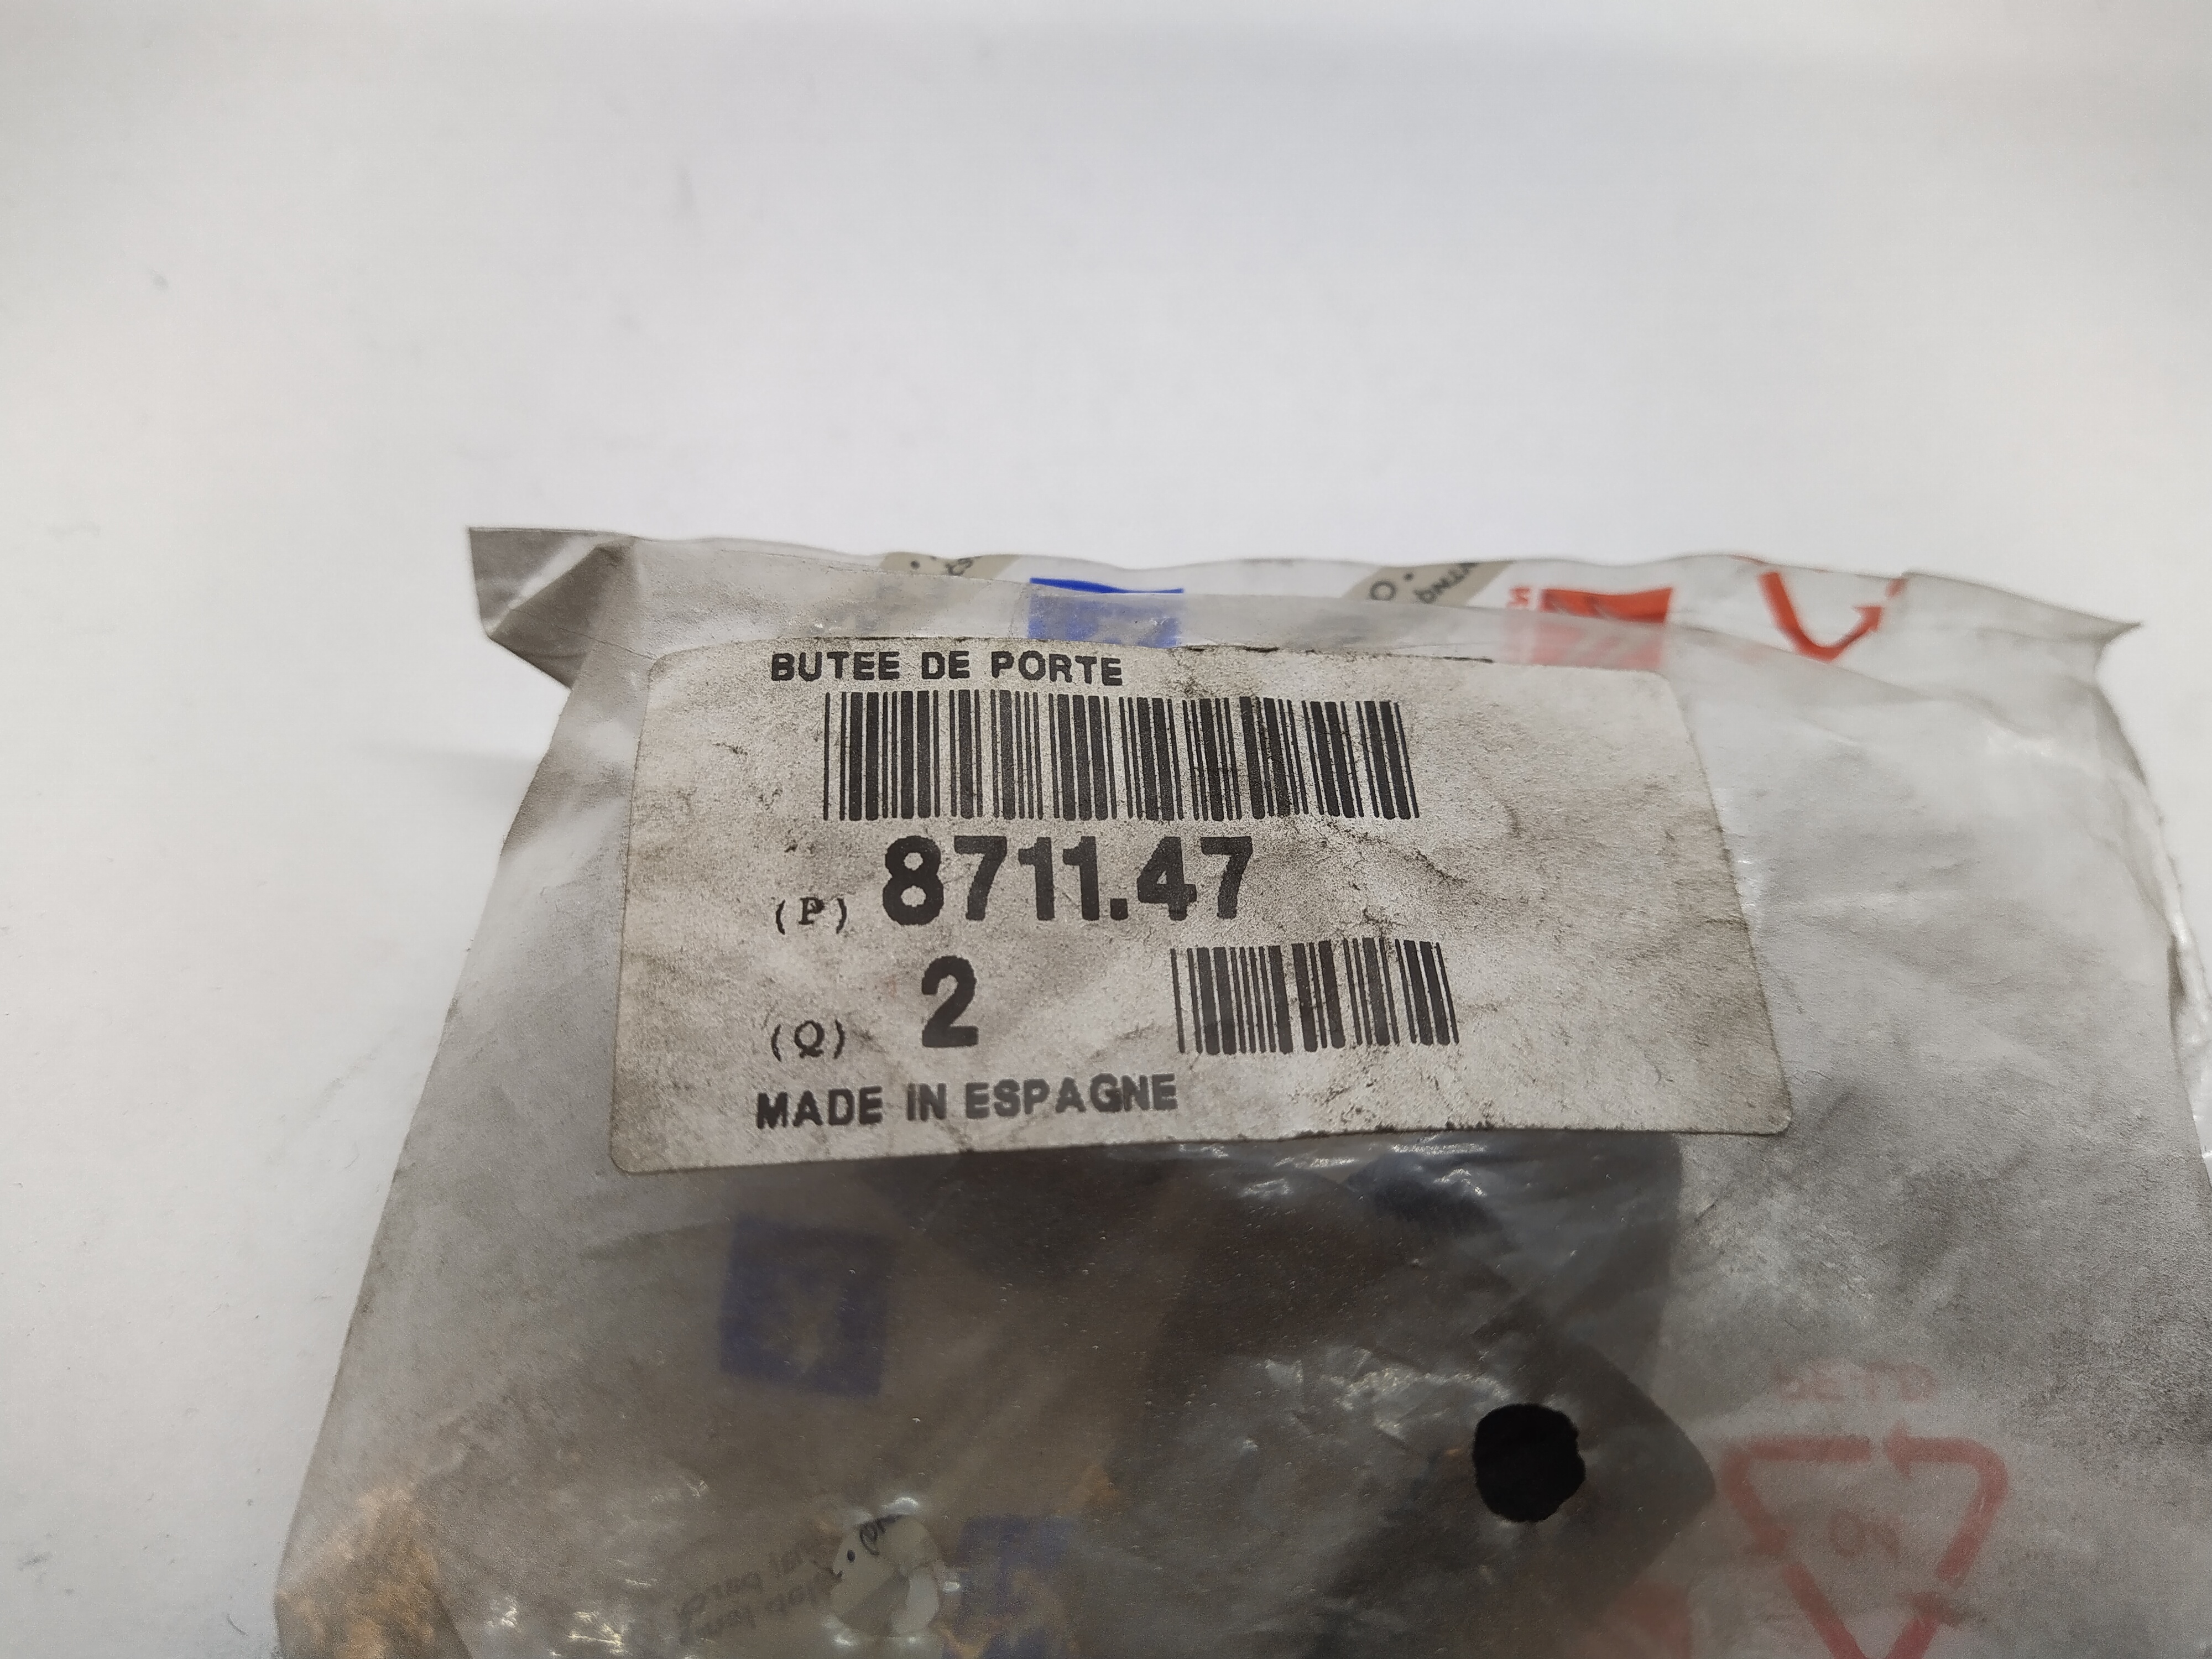 BUTEE DE PORTE
(P) 8711.47
(Q) 2
MADE IN ESPAGNE